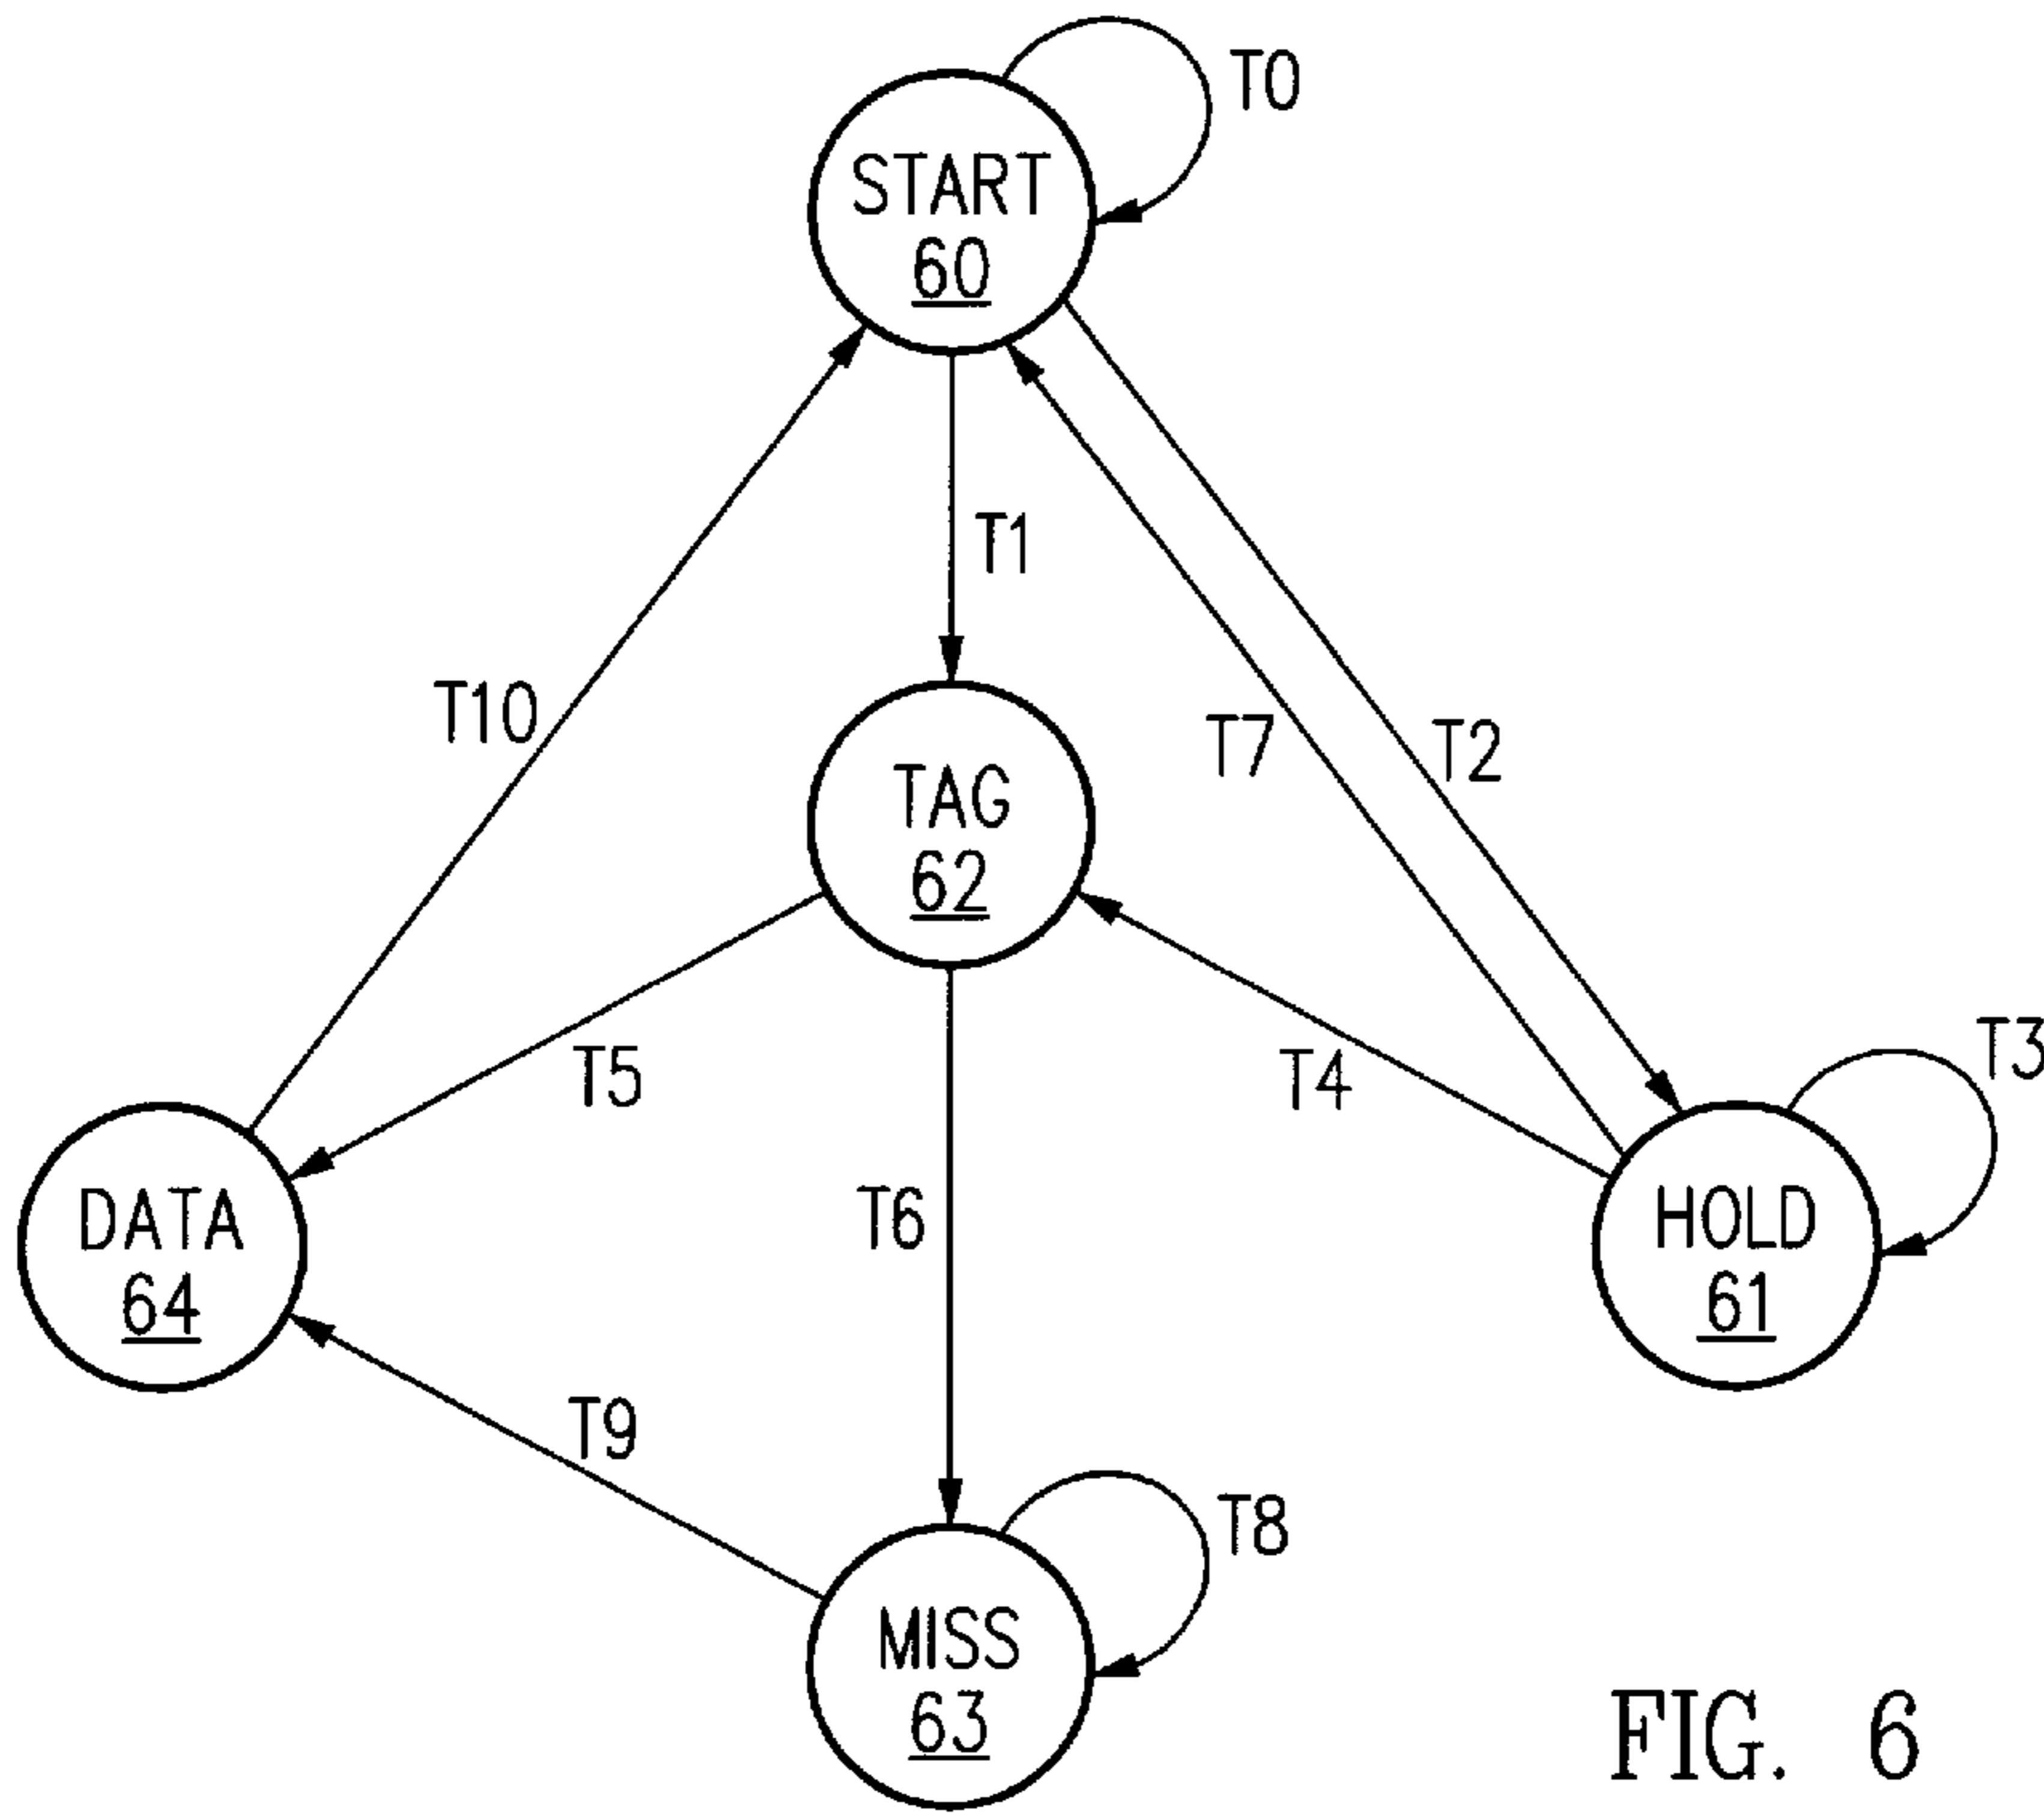 T0
START
60
T1
T10
T7
T2
TAG
62
T5
T4
T3
DATA
64
T6
HOLD
61
T9
T8
MISS
63
FIG. 6